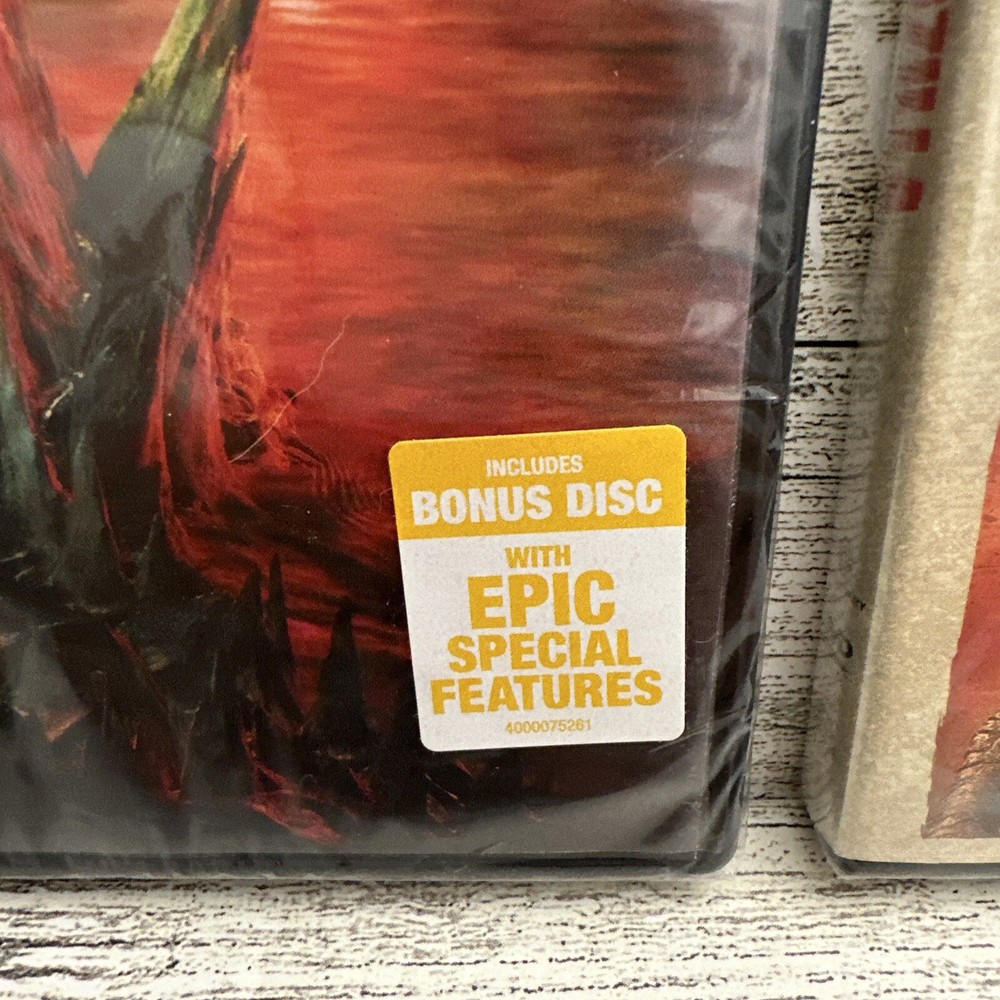 INCLUDES
BONUS DISC
WITH
EPIC
SPECIAL
FEATURES
4000075261